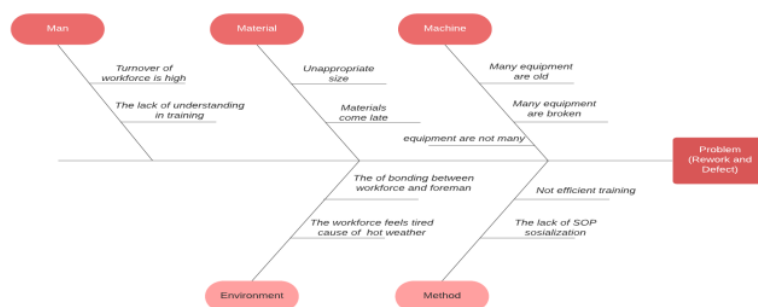 Man
Material
Machine
Turnover of
workforce is high
The lack of understanding
in training
Unappropriate
size
Materials
come late
Many equipment
are old
Many equipment
are broken
equipment are not many
Problem
(Rework and
Defect)
The of bonding between
workforce and foreman
The workforce feels tired
cause of hot weather
Not efficient training
The lack of SOP
sosialization
Environment
Method